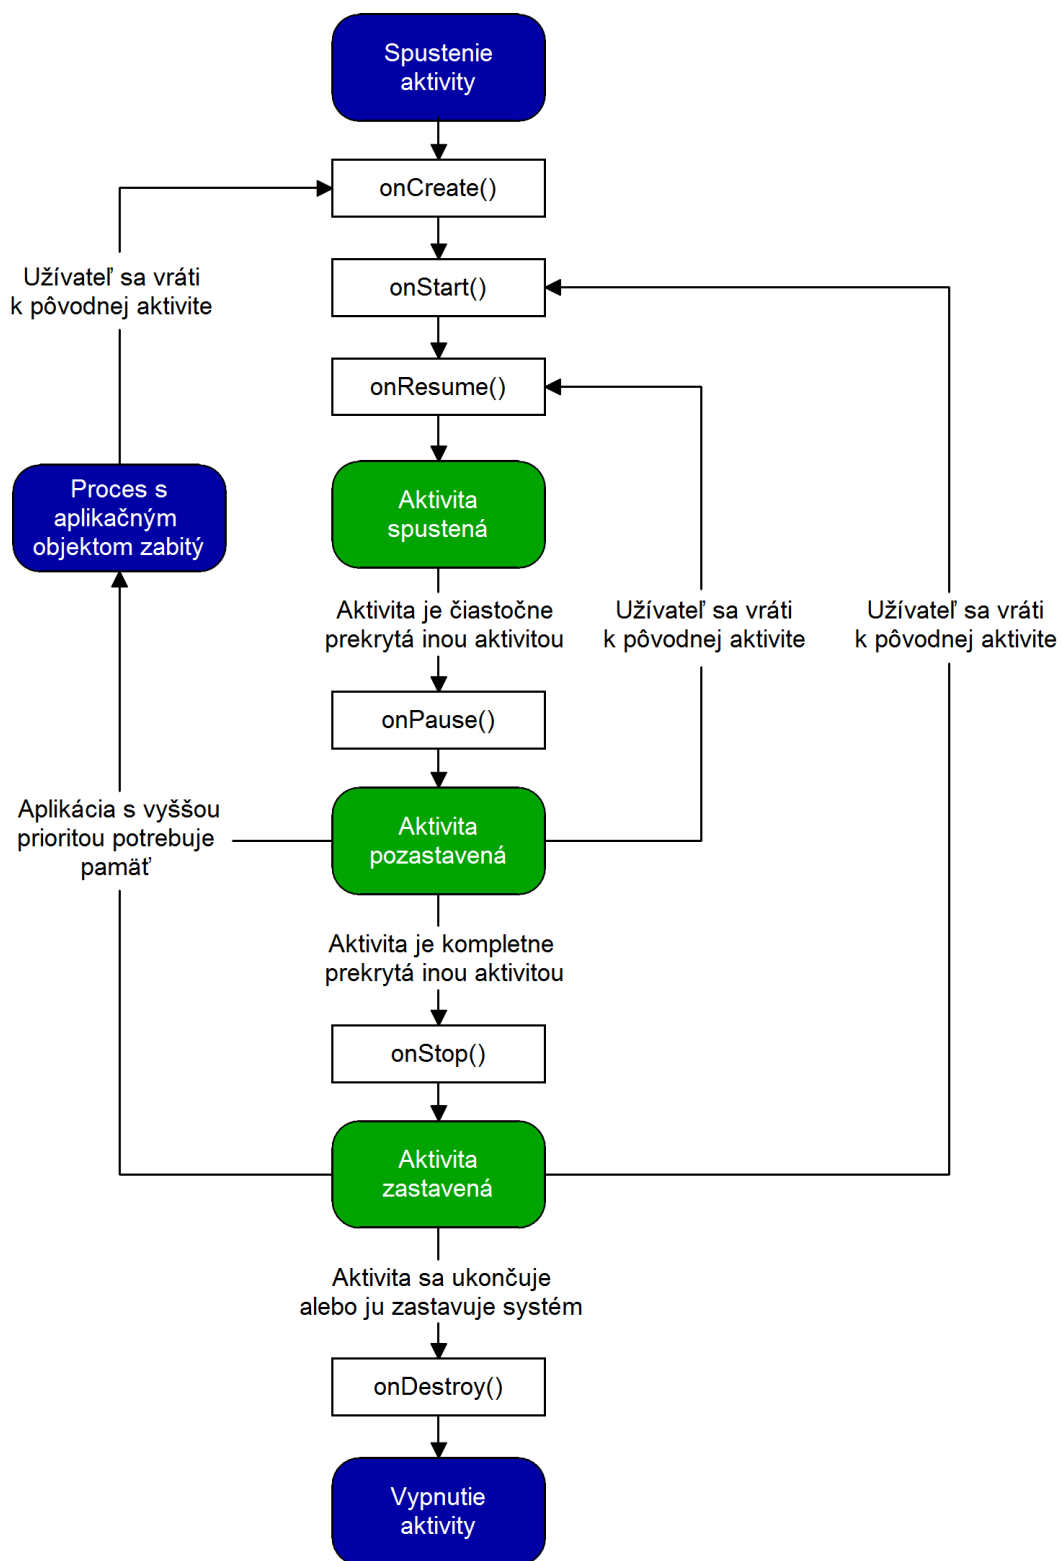 Spustenie
aktivity
onCreate()
Užívateľ sa vráti
k pôvodnej aktivite
onStart()
onResume()
Proces s
aplikačným
objektom zabitý
Aktivita
spustená
Aktivita je čiastočne
prekrytá inou aktivitou
Užívateľ sa vráti
k pôvodnej aktivite
Užívateľ sa vráti
k pôvodnej aktivite
onPause()
Aplikácia s vyššou
prioritou potrebuje
pamäť
Aktivita
pozastavená
Aktivita je kompletne
prekrytá inou aktivitou
onStop()
Aktivita
zastavená
Aktivita sa ukončuje
alebo ju zastavuje systém
onDestroy()
Vypnutie
aktivity